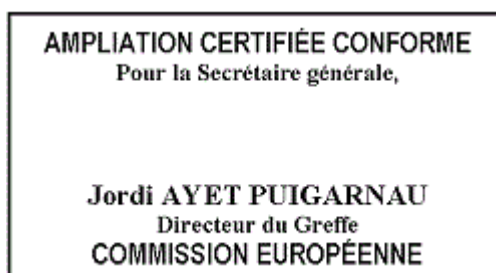 AMPLIATION CERTIFIÉE CONFORME
Pour la Secrétaire générale,
Jordi AYET PUIGARNAU
Directeur du Greffe
COMMISSION EUROPÉENNE